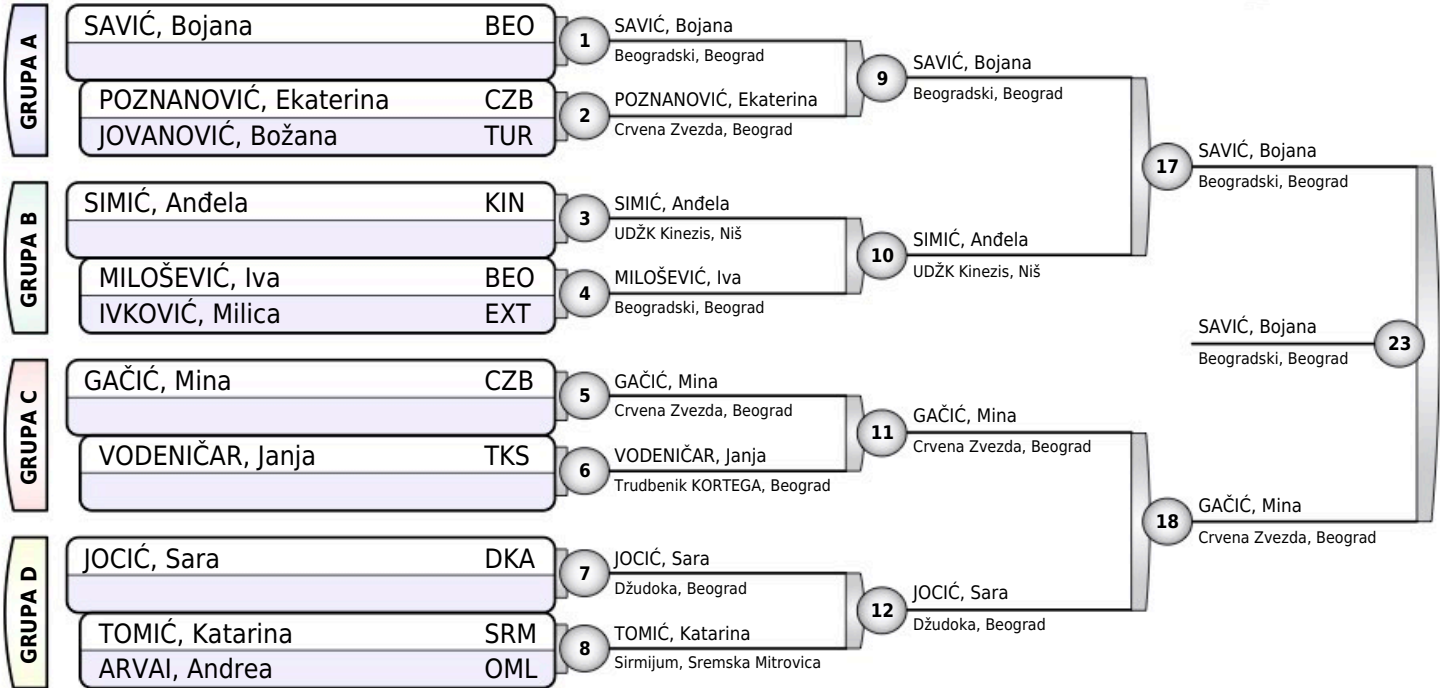 GRUPA A
SAVIĆ, Bojana BEO
POZNANOVIĆ, Ekaterina CZB
JOVANOVIĆ, Božana TUR
GRUPA B
SIMIĆ, Anđela KIN
MILOŠEVIĆ, Iva BEO
IVKOVIĆ, Milica EXT
GRUPA C
GAČIĆ, Mina CZB
VODENIČAR, Janja TKS
GRUPA D
JOCIĆ, Sara DKA
TOMIĆ, Katarina SRM
ARVAI, Andrea OML
1
SAVIĆ, Bojana
Beogradski, Beograd
2
POZNANOVIĆ, Ekaterina
Crvena Zvezda, Beograd
3
SIMIĆ, Anđela
UDŽK Kinezis, Niš
4
MILOŠEVIĆ, Iva
Beogradski, Beograd
5
GAČIĆ, Mina
Crvena Zvezda, Beograd
6
VODENIČAR, Janja
Trudbenik KORTEGA, Beograd
7
JOCIĆ, Sara
Džudoka, Beograd
8
TOMIĆ, Katarina
Sirmijum, Sremska Mitrovica
9
SAVIĆ, Bojana
Beogradski, Beograd
10
SIMIĆ, Anđela
UDŽK Kinezis, Niš
11
GAČIĆ, Mina
Crvena Zvezda, Beograd
12
JOCIĆ, Sara
Džudoka, Beograd
17
SAVIĆ, Bojana
Beogradski, Beograd
18
GAČIĆ, Mina
Crvena Zvezda, Beograd
SAVIĆ, Bojana
Beogradski, Beograd
23